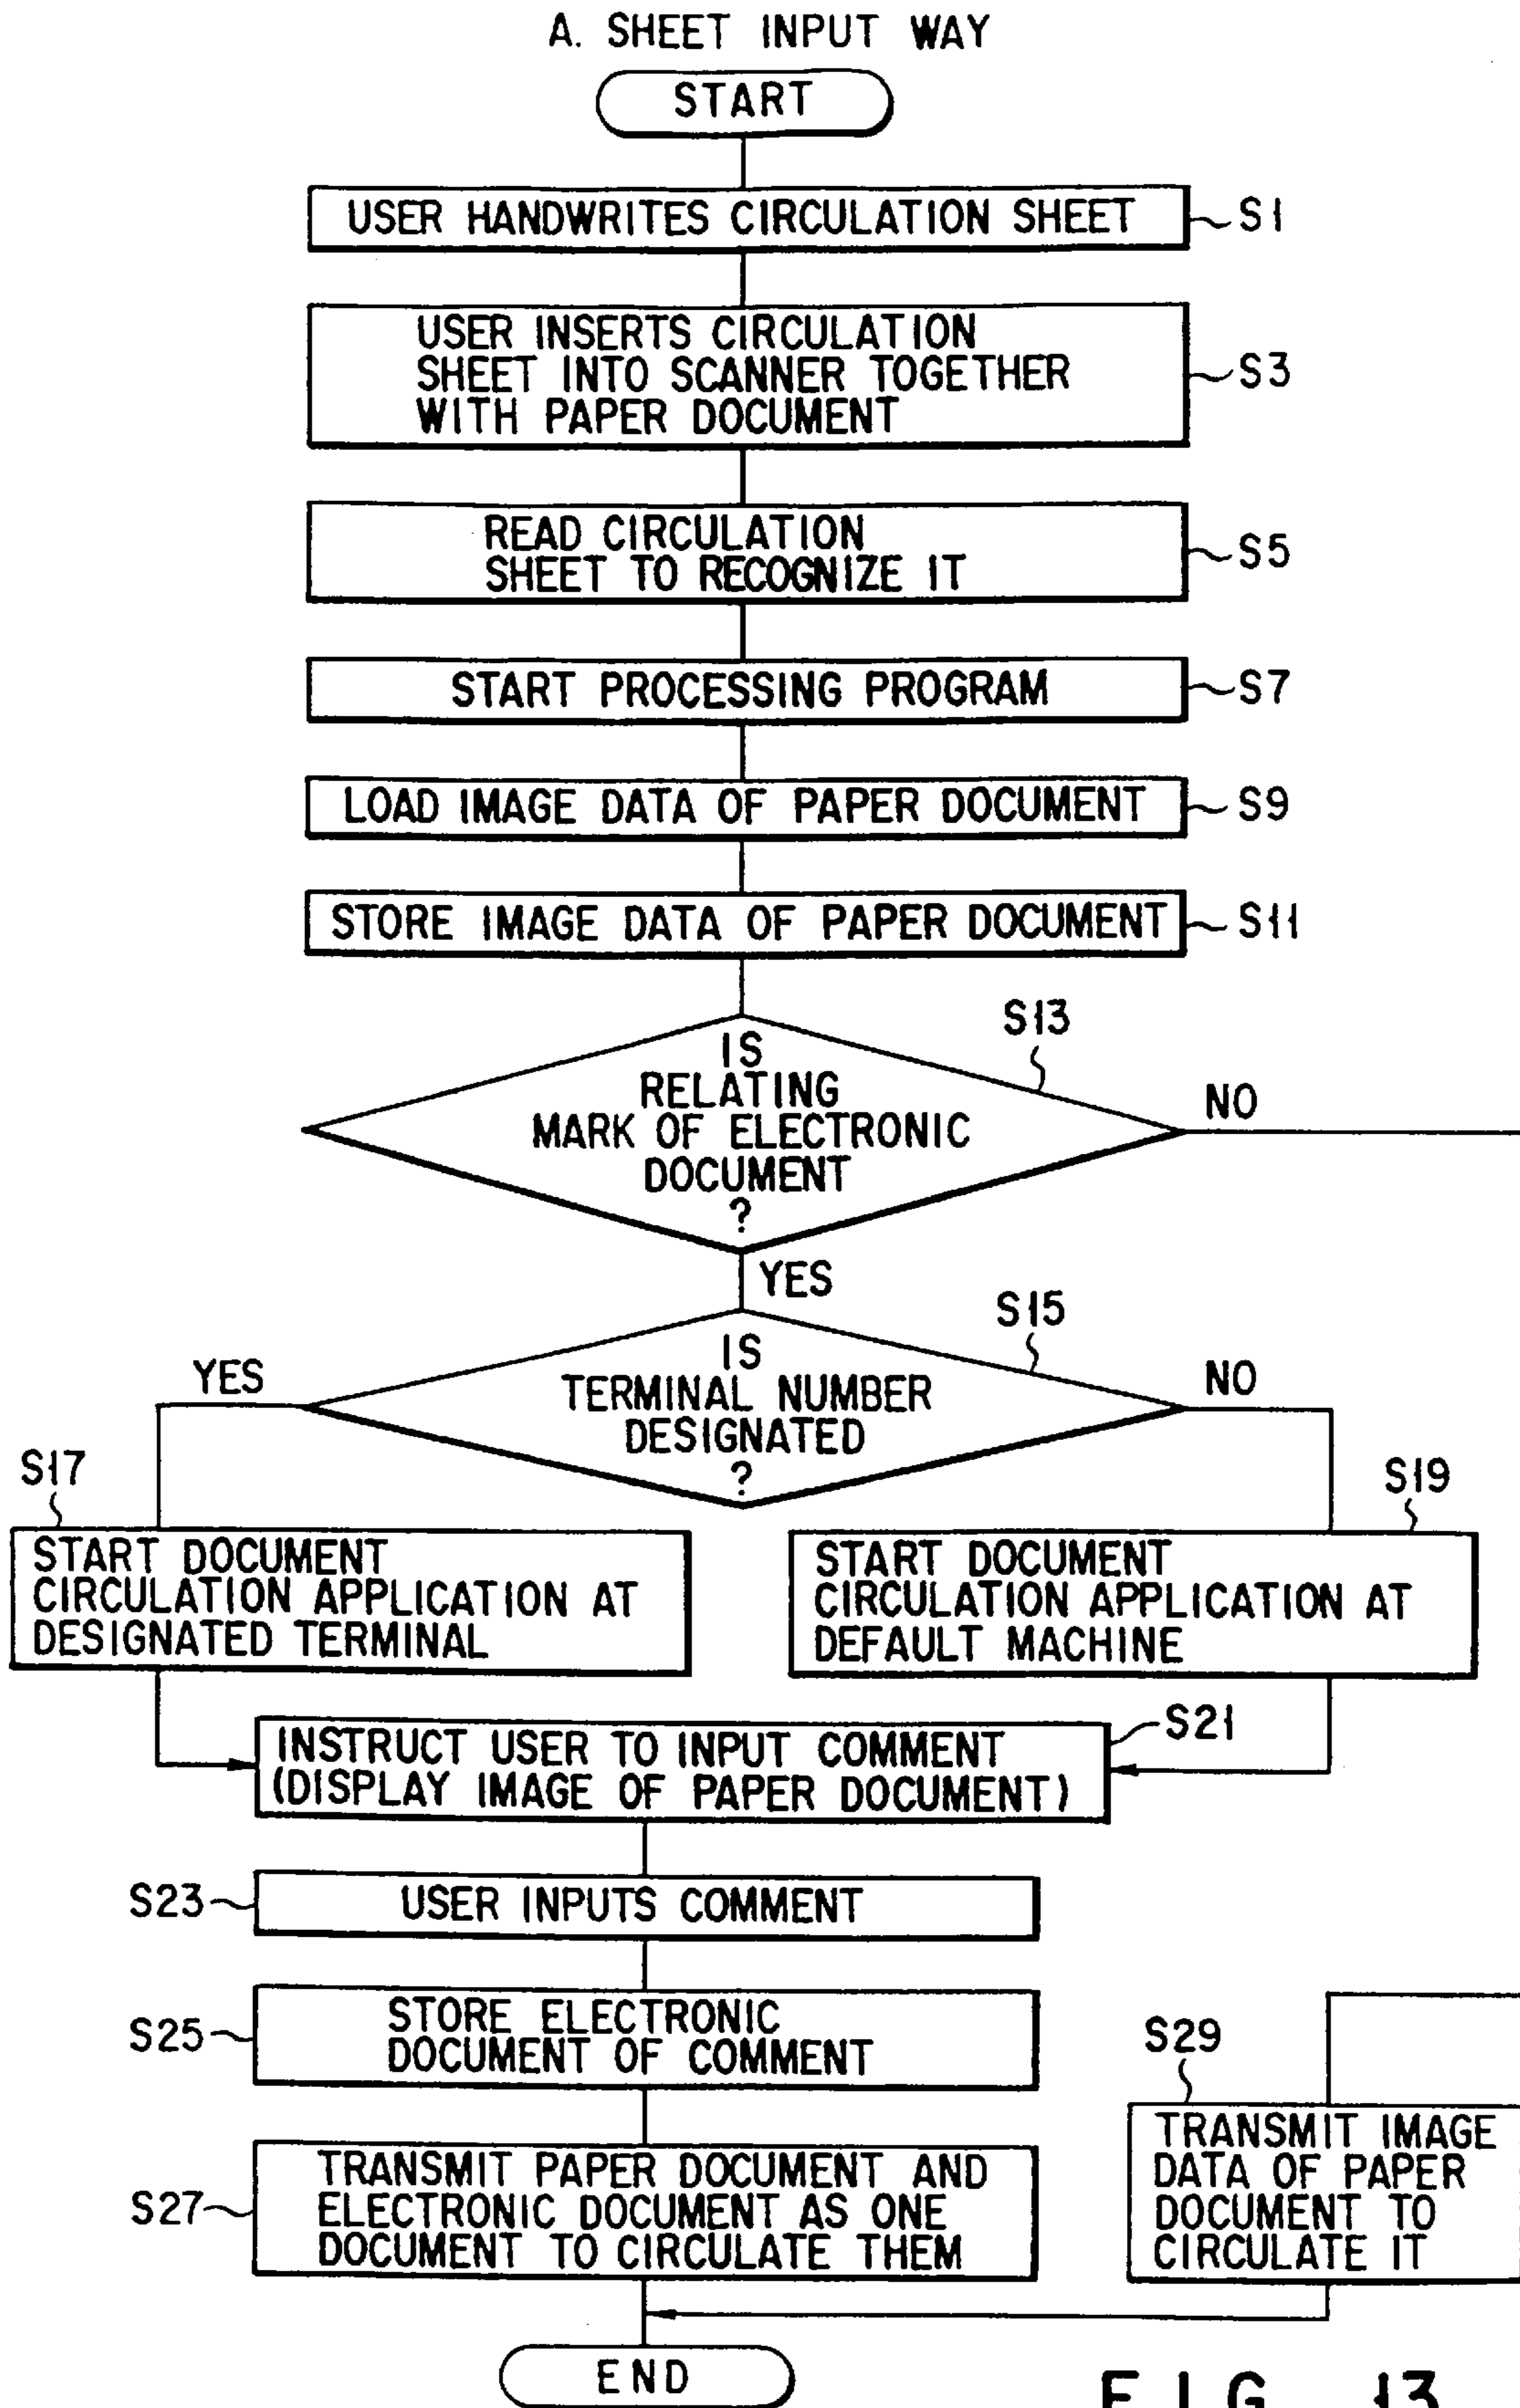 A. SHEET INPUT WAY
START
USER HANDWRITES CIRCULATION SHEET
S1
USER INSERTS CIRCULATION
SHEET INTO SCANNER TOGETHER
WITH PAPER DOCUMENT
S3
READ CIRCULATION
SHEET TO RECOGNIZE IT
S5
START PROCESSING PROGRAM
S7
LOAD IMAGE DATA OF PAPER DOCUMENT
S9
STORE IMAGE DATA OF PAPER DOCUMENT
S11
S13
IS
RELATING
MARK OF ELECTRONIC
DOCUMENT
?
NO
YES
S15
IS
TERMINAL NUMBER
DESIGNATED
?
YES
NO
S17
START DOCUMENT
CIRCULATION APPLICATION AT
DESIGNATED TERMINAL
S19
START DOCUMENT
CIRCULATION APPLICATION AT
DEFAULT MACHINE
S21
INSTRUCT USER TO INPUT COMMENT
(DISPLAY IMAGE OF PAPER DOCUMENT)
S23
USER INPUTS COMMENT
S25
STORE ELECTRONIC
DOCUMENT OF COMMENT
S27
TRANSMIT PAPER DOCUMENT AND
ELECTRONIC DOCUMENT AS ONE
DOCUMENT TO CIRCULATE THEM
S29
TRANSMIT IMAGE
DATA OF PAPER
DOCUMENT TO
CIRCULATE IT
END
FIG. 13